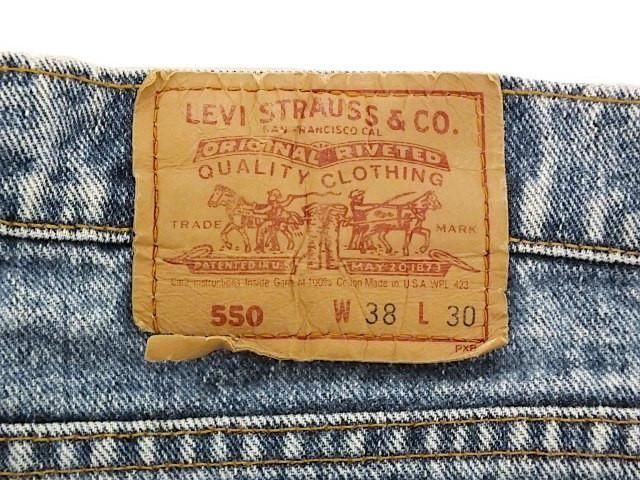 LEVI STRAUSS & CO.
SAN FRANCISCO CAL
ORIGINAL RIVETED
QUALITY CLOTHING
TRADE MARK
PATENTED IN U.S. MAY 20 1873
Care instructions Inside Garment 100% Cotton Made in U.S.A. WPL 423
550 W 38 L 30
PXP